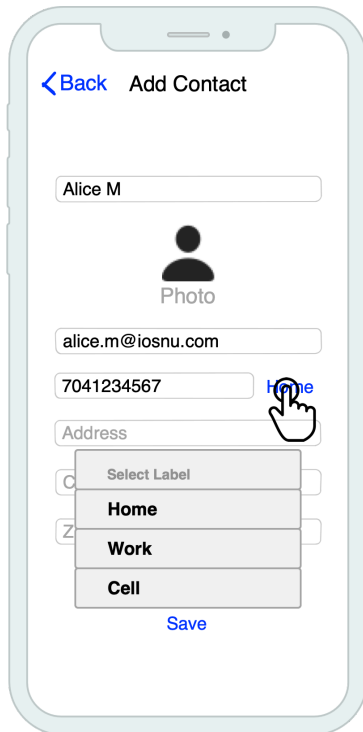 Back Add Contact
Alice M
Photo
alice.m@iosnu.com
7041234567 Home
Address
C
Select Label
Home
Z
Work
Cell
Save